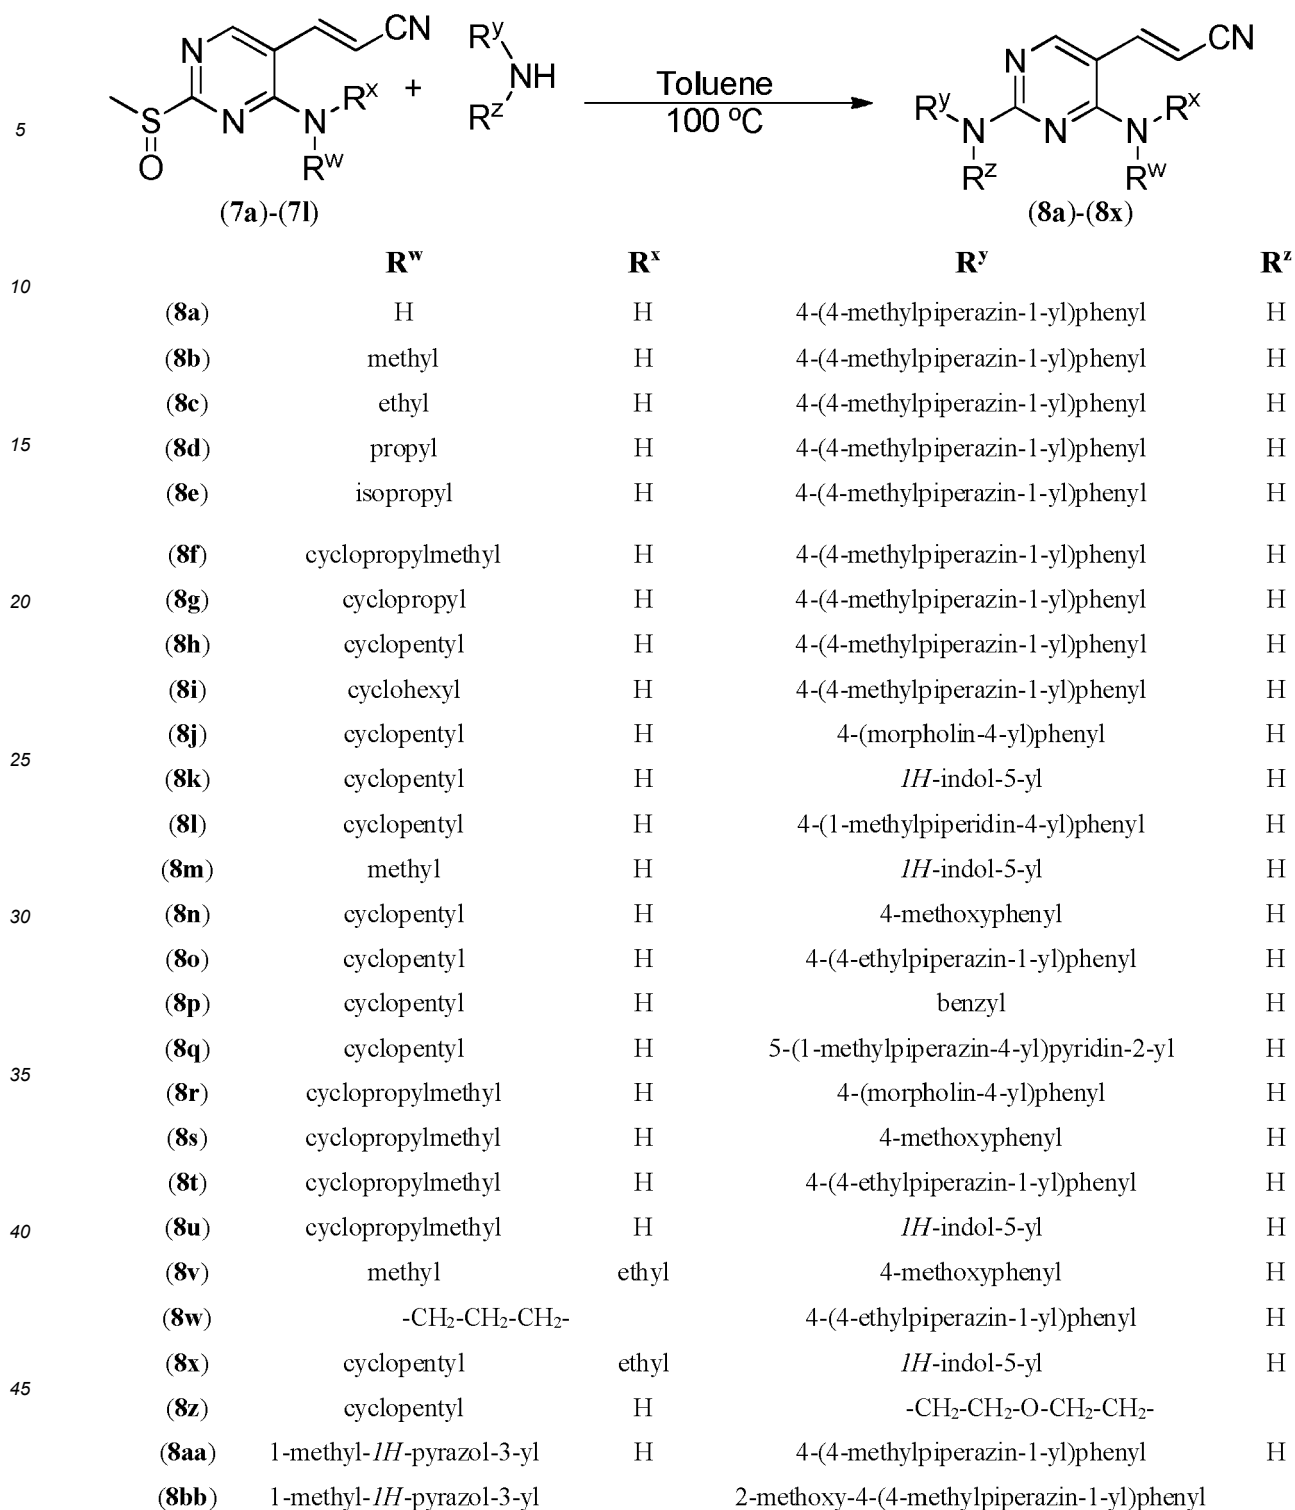 N CN R^y
N N R^x + NH Toluene N CN
S N R^z 100 ºC R^y N N R^x
O R^w N N
R^z R^w
5
(7a)-(7l) (8a)-(8x)
R^w R^x R^y R^z
10
(8a) H H 4-(4-methylpiperazin-1-yl)phenyl H
(8b) methyl H 4-(4-methylpiperazin-1-yl)phenyl H
(8c) ethyl H 4-(4-methylpiperazin-1-yl)phenyl H
15 (8d) propyl H 4-(4-methylpiperazin-1-yl)phenyl H
(8e) isopropyl H 4-(4-methylpiperazin-1-yl)phenyl H
(8f) cyclopropylmethyl H 4-(4-methylpiperazin-1-yl)phenyl H
20 (8g) cyclopropyl H 4-(4-methylpiperazin-1-yl)phenyl H
(8h) cyclopentyl H 4-(4-methylpiperazin-1-yl)phenyl H
(8i) cyclohexyl H 4-(4-methylpiperazin-1-yl)phenyl H
(8j) cyclopentyl H 4-(morpholin-4-yl)phenyl H
25
(8k) cyclopentyl H 1H-indol-5-yl H
(8l) cyclopentyl H 4-(1-methylpiperidin-4-yl)phenyl H
(8m) methyl H 1H-indol-5-yl H
30 (8n) cyclopentyl H 4-methoxyphenyl H
(8o) cyclopentyl H 4-(4-ethylpiperazin-1-yl)phenyl H
(8p) cyclopentyl H benzyl H
(8q) cyclopentyl H 5-(1-methylpiperazin-4-yl)pyridin-2-yl H
35
(8r) cyclopropylmethyl H 4-(morpholin-4-yl)phenyl H
(8s) cyclopropylmethyl H 4-methoxyphenyl H
(8t) cyclopropylmethyl H 4-(4-ethylpiperazin-1-yl)phenyl H
40 (8u) cyclopropylmethyl H 1H-indol-5-yl H
(8v) methyl ethyl 4-methoxyphenyl H
(8w) -CH2-CH2-CH2- 4-(4-ethylpiperazin-1-yl)phenyl H
(8x) cyclopentyl ethyl 1H-indol-5-yl H
45
(8z) cyclopentyl H -CH2-CH2-O-CH2-CH2-
(8aa) 1-methyl-1H-pyrazol-3-yl H 4-(4-methylpiperazin-1-yl)phenyl H
(8bb) 1-methyl-1H-pyrazol-3-yl 2-methoxy-4-(4-methylpiperazin-1-yl)phenyl